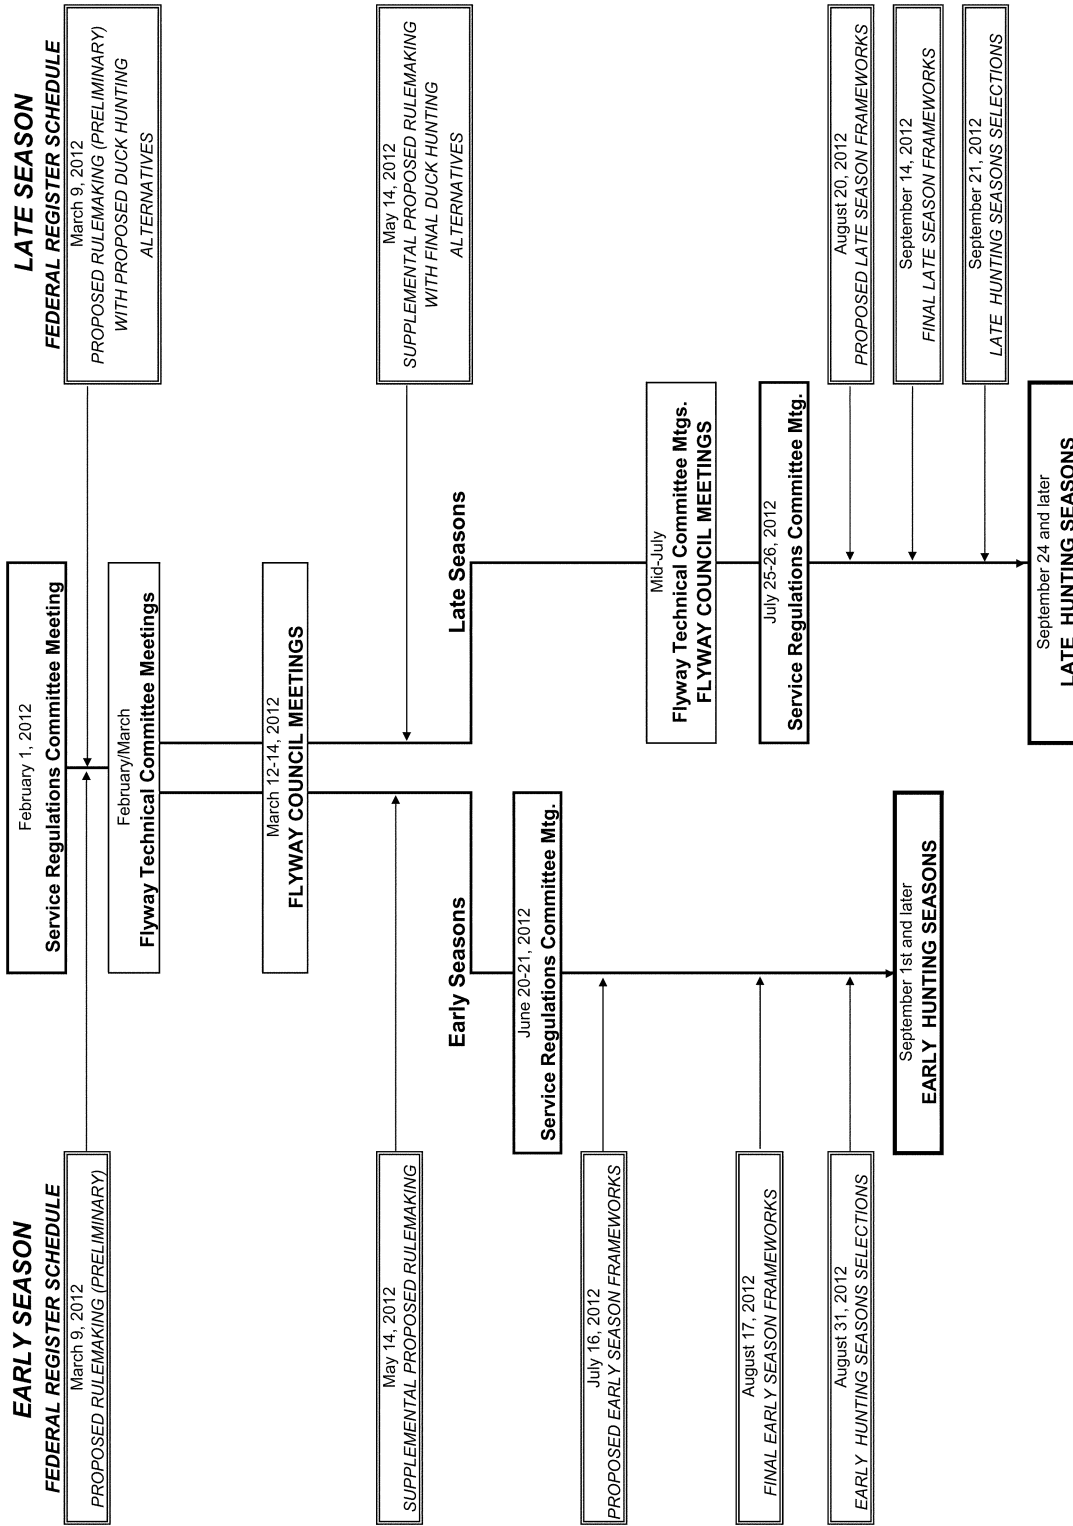 EARLY SEASON
FEDERAL REGISTER SCHEDULE
March 9, 2012
PROPOSED RULEMAKING (PRELIMINARY)
May 14, 2012
SUPPLEMENTAL PROPOSED RULEMAKING
July 16, 2012
PROPOSED EARLY SEASON FRAMEWORKS
August 17, 2012
FINAL EARLY SEASON FRAMEWORKS
August 31, 2012
EARLY HUNTING SEASONS SELECTIONS
February 1, 2012
Service Regulations Committee Meeting
February/March
Flyway Technical Committee Meetings
March 12-14, 2012
FLYWAY COUNCIL MEETINGS
Early Seasons
June 20-21, 2012
Service Regulations Committee Mtg.
September 1st and later
EARLY HUNTING SEASONS
Late Seasons
Mid-July
Flyway Technical Committee Mtgs.
FLYWAY COUNCIL MEETINGS
July 25-26, 2012
Service Regulations Committee Mtg.
September 24 and later
LATE HUNTING SEASONS
LATE SEASON
FEDERAL REGISTER SCHEDULE
March 9, 2012
PROPOSED RULEMAKING (PRELIMINARY)
WITH PROPOSED DUCK HUNTING
ALTERNATIVES
May 14, 2012
SUPPLEMENTAL PROPOSED RULEMAKING
WITH FINAL DUCK HUNTING
ALTERNATIVES
August 20, 2012
PROPOSED LATE SEASON FRAMEWORKS
September 14, 2012
FINAL LATE SEASON FRAMEWORKS
September 21, 2012
LATE HUNTING SEASONS SELECTIONS